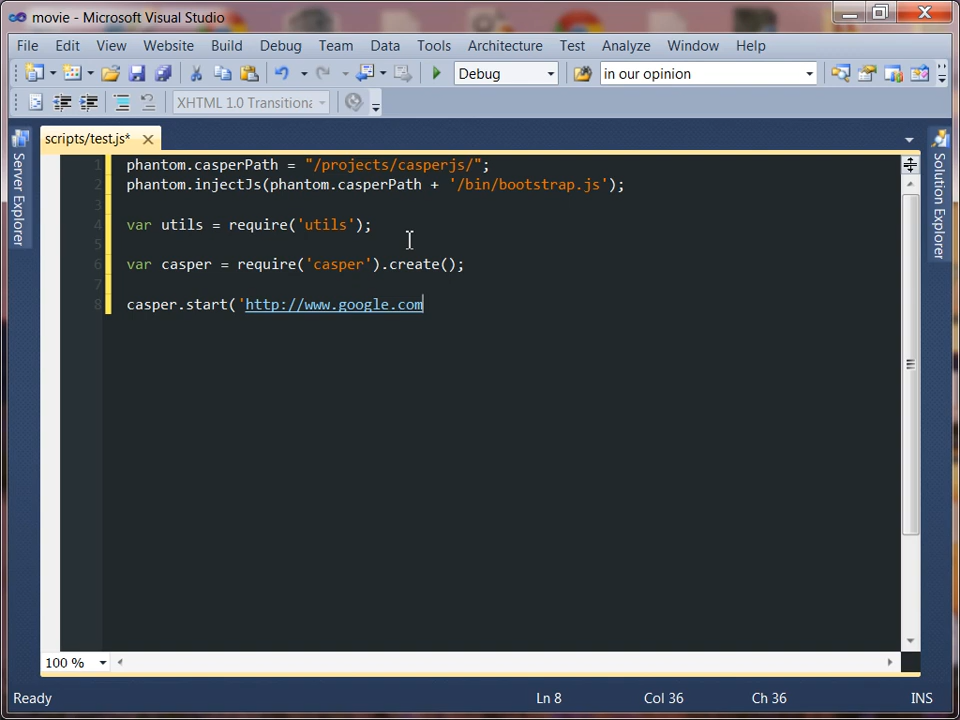 movie - Microsoft Visual Studio
File Edit View Website Build Debug Team Data Tools Architecture Test Analyze Window Help
Debug in our opinion
XHTML 1.0 Transitiona
scripts/test.js*
Server Explorer
Solution Explorer
1 phantom.casperPath = "/projects/casperjs/";
2 phantom.injectJs(phantom.casperPath + '/bin/bootstrap.js');
3
4 var utils = require('utils');
5
6 var casper = require('casper').create();
7
8 casper.start('http://www.google.com
100 %
Ready Ln 8 Col 36 Ch 36 INS